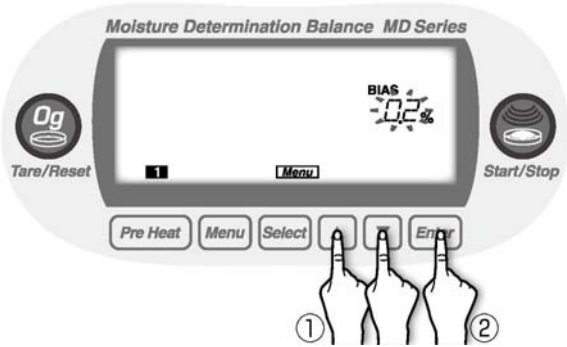 Moisture Determination Balance MD Series
BIAS
0.2%
0g
Tare/Reset
Start/Stop
1
Menu
Pre Heat
Menu
Select
Enter
① ②